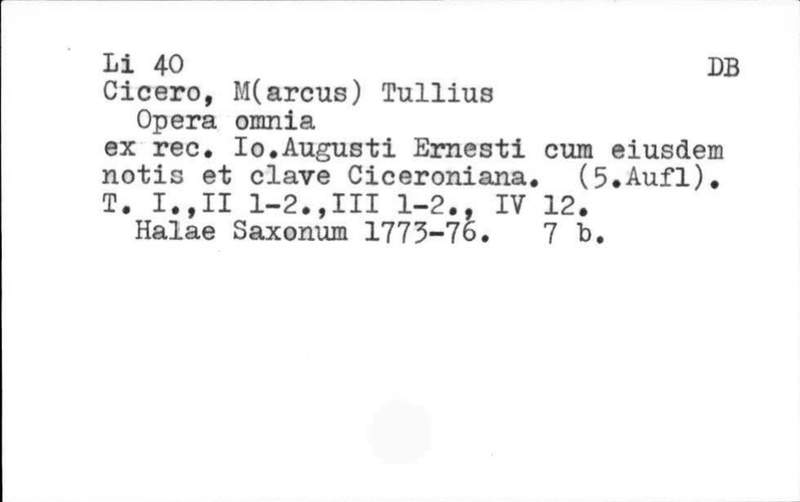 Li 40 DB
Cicero, M(arcus) Tullius
Opera omnia
ex rec. Io.Augusti Ernesti cum eiusdem
notis et clave Ciceroniana. (5.Aufl).
T. I.,II 1-2.,III 1-2., IV 12.
Halae Saxonum 1773-76. 7 b.